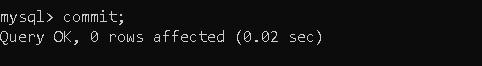 mysql> commit;
Query OK, 0 rows affected (0.02 sec)